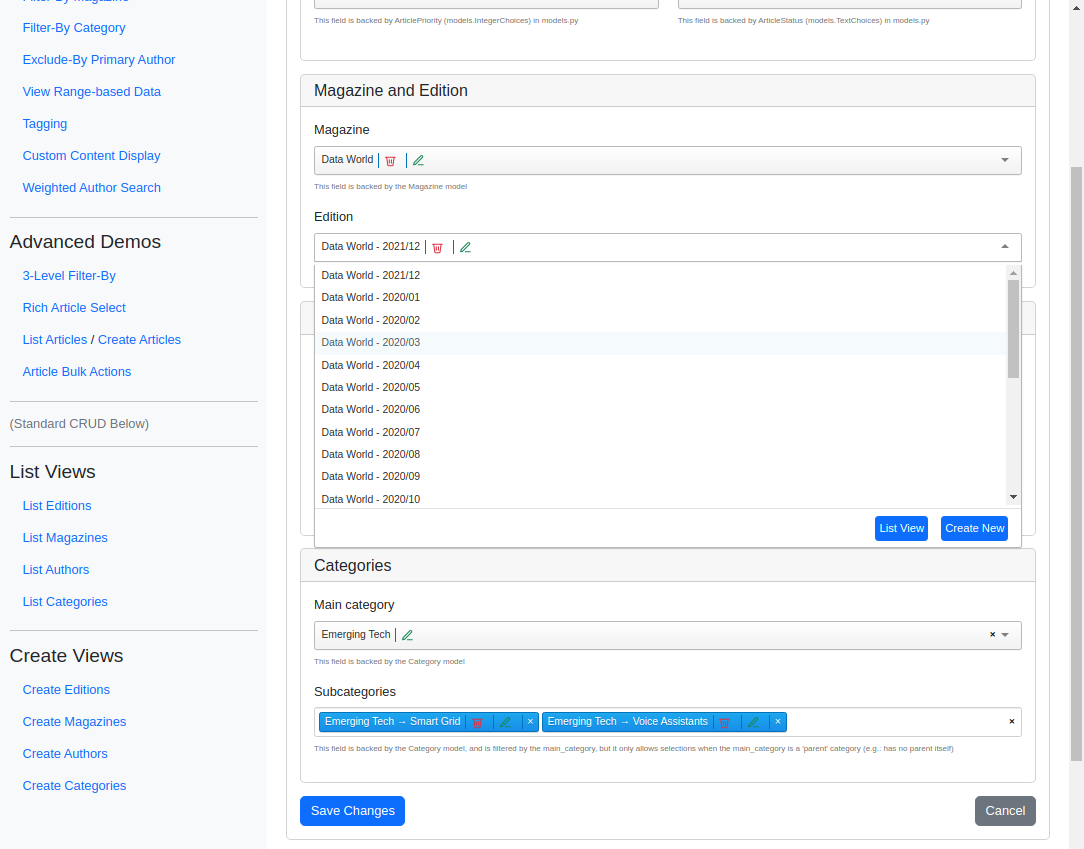 Filter-By Category
Exclude-By Primary Author
View Range-based Data
Tagging
Custom Content Display
Weighted Author Search
Advanced Demos
3-Level Filter-By
Rich Article Select
List Articles / Create Articles
Article Bulk Actions
(Standard CRUD Below)
List Views
List Editions
List Magazines
List Authors
List Categories
Create Views
Create Editions
Create Magazines
Create Authors
Create Categories
This field is backed by ArticlePriority (models.IntegerChoices) in models.py
This field is backed by ArticleStatus (models.TextChoices) in models.py
Magazine and Edition
Magazine
Data World
This field is backed by the Magazine model
Edition
Data World - 2021/12
Data World - 2021/12
Data World - 2020/01
Data World - 2020/02
Data World - 2020/03
Data World - 2020/04
Data World - 2020/05
Data World - 2020/06
Data World - 2020/07
Data World - 2020/08
Data World - 2020/09
Data World - 2020/10
List View
Create New
Categories
Main category
Emerging Tech ×
This field is backed by the Category model
Subcategories
Emerging Tech → Smart Grid × Emerging Tech → Voice Assistants × ×
This field is backed by the Category model, and is filtered by the main_category, but it only allows selections when the main_category is a 'parent' category (e.g.: has no parent itself)
Save Changes
Cancel